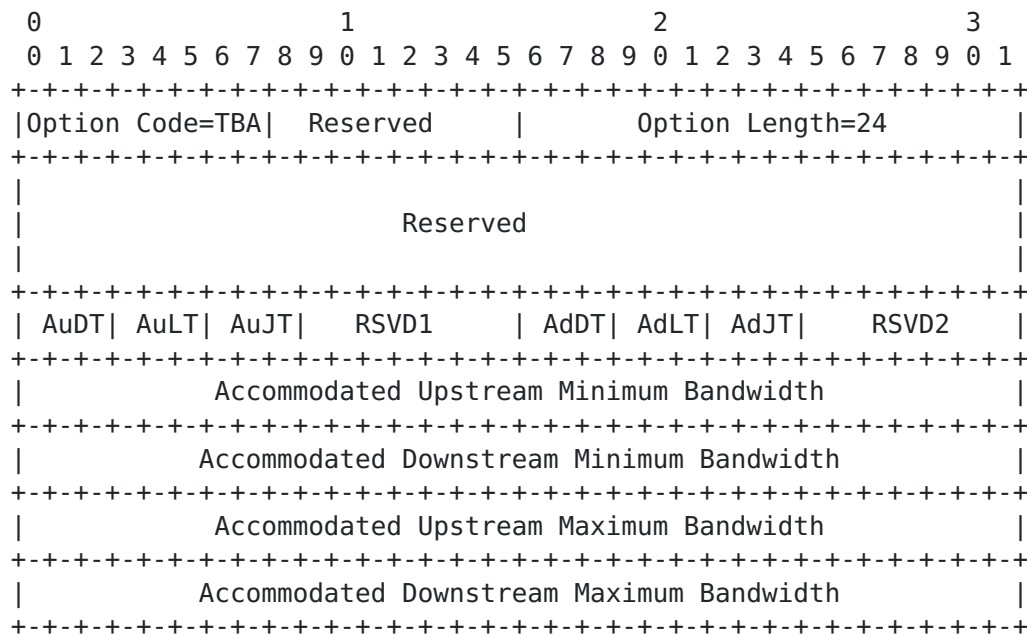 0                   1                   2                   3
 0 1 2 3 4 5 6 7 8 9 0 1 2 3 4 5 6 7 8 9 0 1 2 3 4 5 6 7 8 9 0 1
+-+-+-+-+-+-+-+-+-+-+-+-+-+-+-+-+-+-+-+-+-+-+-+-+-+-+-+-+-+-+-+-+
|Option Code=TBA|  Reserved     |       Option Length=24        |
+-+-+-+-+-+-+-+-+-+-+-+-+-+-+-+-+-+-+-+-+-+-+-+-+-+-+-+-+-+-+-+-+
|                                                               |
|                        Reserved                               |
|                                                               |
+-+-+-+-+-+-+-+-+-+-+-+-+-+-+-+-+-+-+-+-+-+-+-+-+-+-+-+-+-+-+-+-+
| AuDT| AuLT| AuJT|   RSVD1     | AdDT| AdLT| AdJT|    RSVD2    |
+-+-+-+-+-+-+-+-+-+-+-+-+-+-+-+-+-+-+-+-+-+-+-+-+-+-+-+-+-+-+-+-+
|            Accommodated Upstream Minimum Bandwidth            |
+-+-+-+-+-+-+-+-+-+-+-+-+-+-+-+-+-+-+-+-+-+-+-+-+-+-+-+-+-+-+-+-+
|           Accommodated Downstream Minimum Bandwidth           |
+-+-+-+-+-+-+-+-+-+-+-+-+-+-+-+-+-+-+-+-+-+-+-+-+-+-+-+-+-+-+-+-+
|            Accommodated Upstream Maximum Bandwidth            |
+-+-+-+-+-+-+-+-+-+-+-+-+-+-+-+-+-+-+-+-+-+-+-+-+-+-+-+-+-+-+-+-+
|           Accommodated Downstream Maximum Bandwidth           |
+-+-+-+-+-+-+-+-+-+-+-+-+-+-+-+-+-+-+-+-+-+-+-+-+-+-+-+-+-+-+-+-+